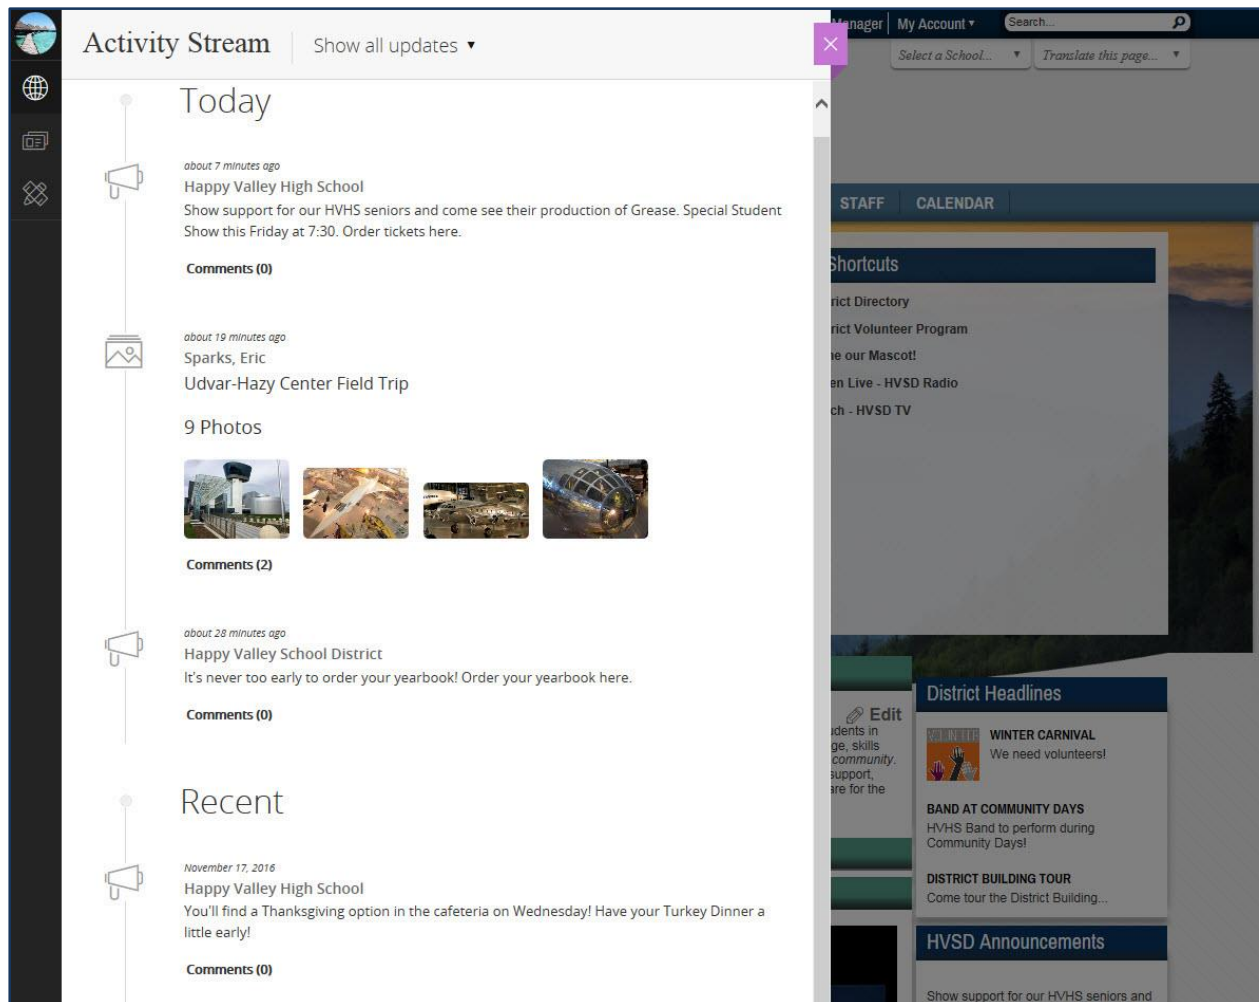 Activity Stream
Show all updates ▼
Today
about 7 minutes ago
Happy Valley High School
Show support for our HVHS seniors and come see their production of Grease. Special Student
Show this Friday at 7:30. Order tickets here.
Comments (0)
about 19 minutes ago
Sparks, Eric
Udvar-Hazy Center Field Trip
9 Photos
Comments (2)
about 28 minutes ago
Happy Valley School District
It's never too early to order your yearbook! Order your yearbook here.
Comments (0)
Recent
November 17, 2016
Happy Valley High School
You'll find a Thanksgiving option in the cafeteria on Wednesday! Have your Turkey Dinner a
little early!
Comments (0)
My Account ▾
Search...
Select a School... ▼
Translate this page... ▼
STAFF
CALENDAR
Shortcuts
Directory
Volunteer Program
our Mascot!
Live - HVSD Radio
- HVSD TV
Edit
in
skills
community.
support,
for the
District Headlines
VOLUNTEER
WINTER CARNIVAL
We need volunteers!
BAND AT COMMUNITY DAYS
HVHS Band to perform during
Community Days!
DISTRICT BUILDING TOUR
Come tour the District Building...
HVSD Announcements
Show support for our HVHS seniors and